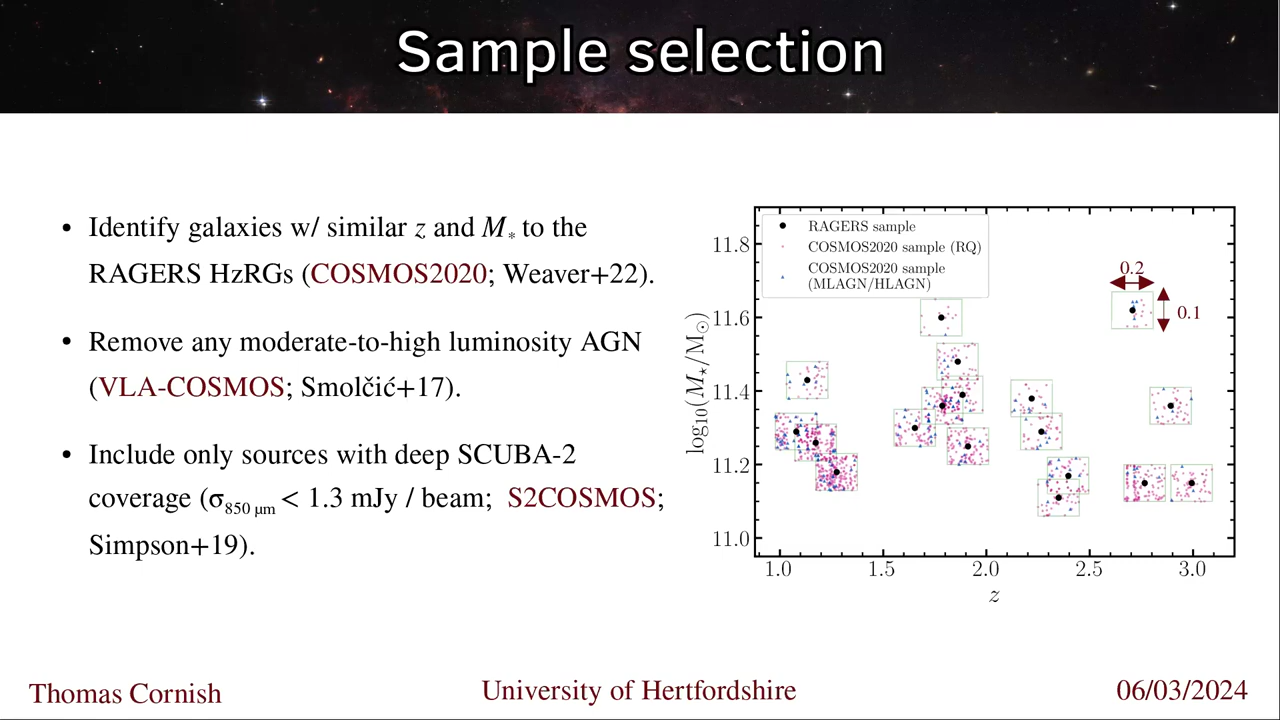 Sample selection
• Identify galaxies w/ similar z and M* to the
RAGERS HzRGs (COSMOS2020; Weaver+22).
• Remove any moderate-to-high luminosity AGN
(VLA-COSMOS; Smolčić+17).
• Include only sources with deep SCUBA-2
coverage (σ850 μm < 1.3 mJy / beam; S2COSMOS;
Simpson+19).
RAGERS sample
COSMOS2020 sample (RQ)
COSMOS2020 sample
(MLAGN/HLAGN)
0.2
0.1
log10(M⋆/M⊙)
11.8
11.6
11.4
11.2
11.0
1.0 1.5 2.0 2.5 3.0
z
Thomas Cornish University of Hertfordshire 06/03/2024